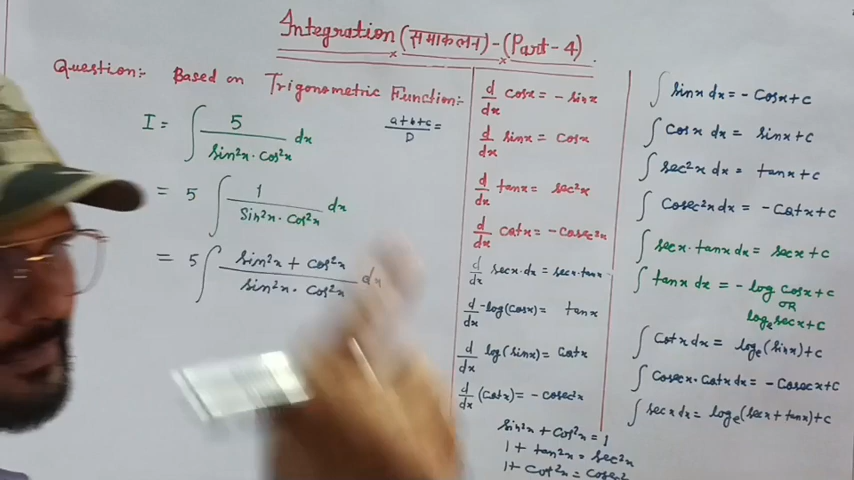 Integration (समाकलन) - (Part - 4)
Question:- Based on Trigonometric Function:-
I = ∫ 5/(sin²x · cos²x) dx
(a+b+c)/D =
= 5 ∫ 1/(Sin²x · cos²x) dx
= 5 ∫ (sin²x + cos²x)/(sin²x · cos²x) dx
d/dx cosx = - sinx
d/dx sinx = cosx
d/dx tanx = sec²x
d/dx cotx = -cosec²x
d/dx secx·dx = secx·tanx
d/dx -log(cosx) = tanx
d/dx log(sinx) = cotx
d/dx (cotx) = - cosec²x
sin²x + cos²x = 1
1 + tan²x = sec²x
1 + cot²x = cosec²
∫ sinx dx = - cosx + c
∫ cosx dx = sinx + c
∫ sec²x dx = tanx + c
∫ cosec²x dx = -cotx + c
∫ secx·tanx dx = secx + c
∫ tanx dx = - log cosx + c
OR
logₑ secx + c
∫ cotx dx = logₑ(sinx) + c
∫ cosecx·cotx dx = - cosecx + c
∫ secx dx = logₑ(secx + tanx) + c